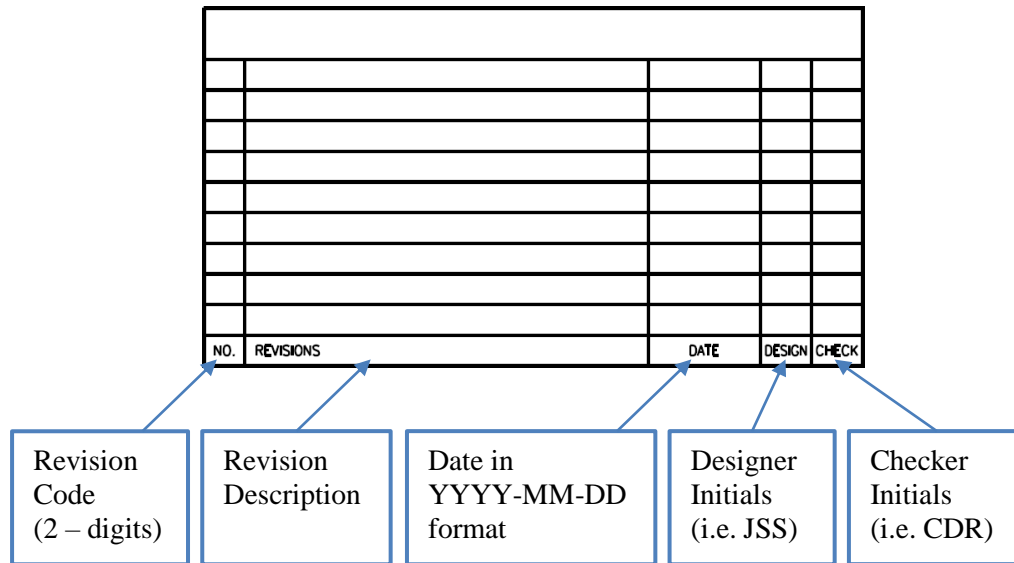 NO. REVISIONS DATE DESIGN CHECK
Revision
Code
(2 – digits)
Revision
Description
Date in
YYYY-MM-DD
format
Designer
Initials
(i.e. JSS)
Checker
Initials
(i.e. CDR)